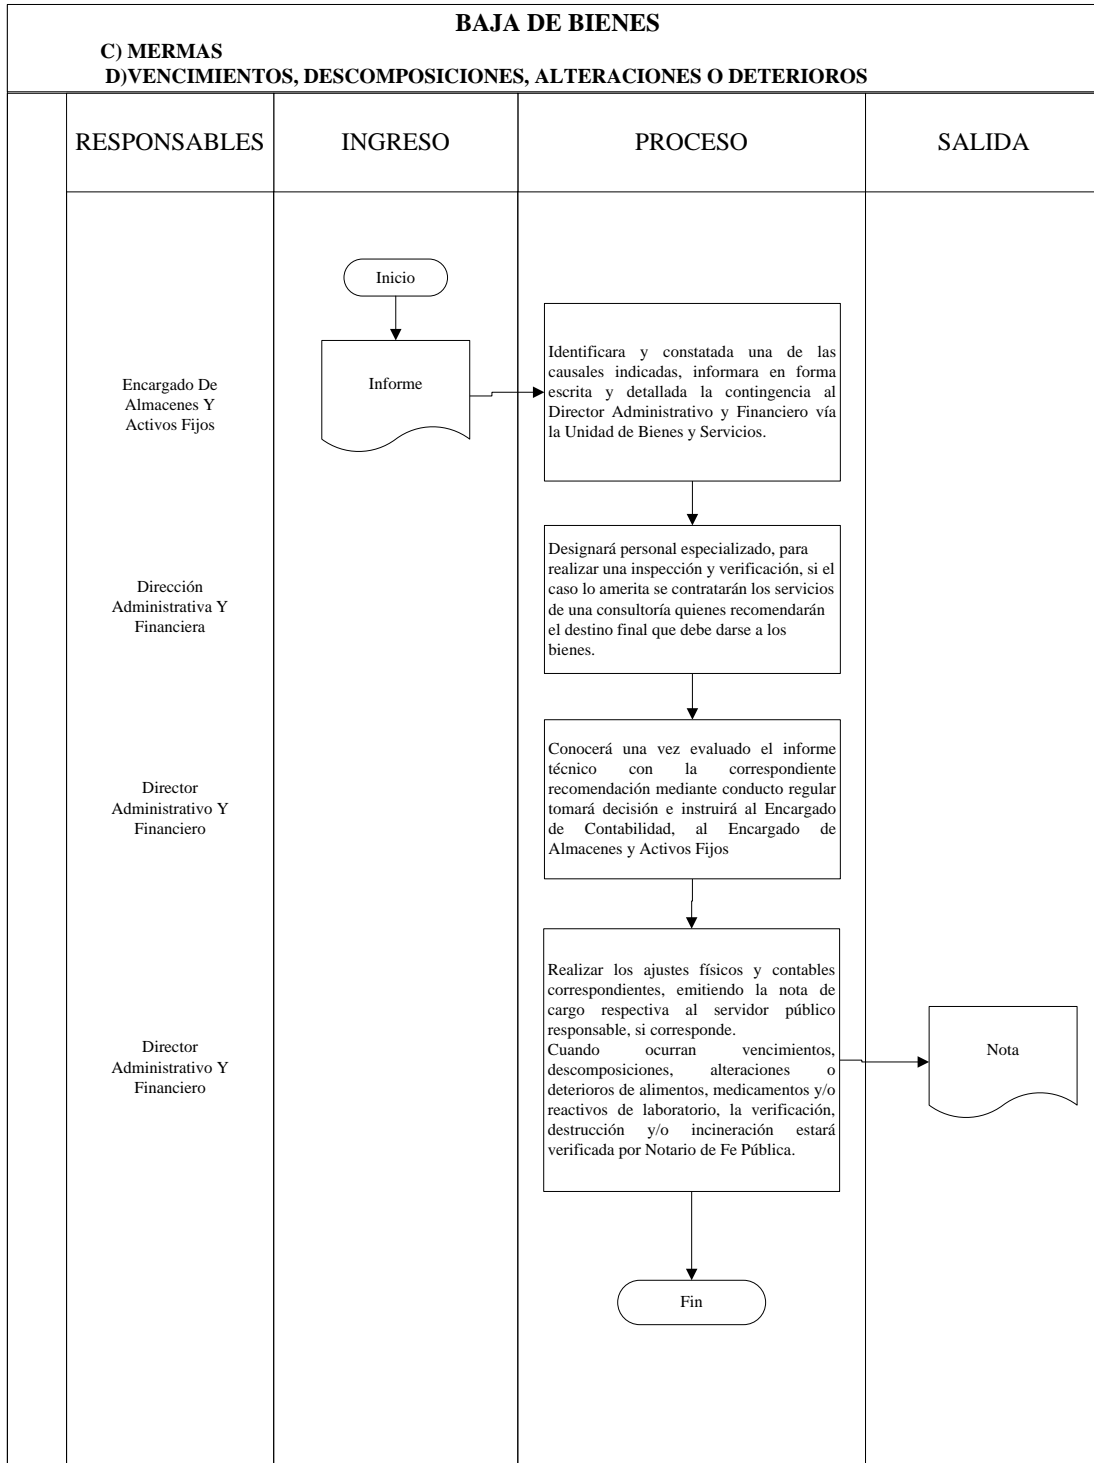 BAJA DE BIENES
C) MERMAS
D)VENCIMIENTOS, DESCOMPOSICIONES, ALTERACIONES O DETERIOROS
RESPONSABLES
INGRESO
PROCESO
SALIDA
Inicio
Encargado De
Almacenes Y
Activos Fijos
Informe
Identificara y constatada una de las
causales indicadas, informara en forma
escrita y detallada la contingencia al
Director Administrativo y Financiero vía
la Unidad de Bienes y Servicios.
Dirección
Administrativa Y
Financiera
Designará personal especializado, para
realizar una inspección y verificación, si el
caso lo amerita se contratarán los servicios
de una consultoría quienes recomendarán
el destino final que debe darse a los
bienes.
Director
Administrativo Y
Financiero
Conocerá una vez evaluado el informe
técnico con la correspondiente
recomendación mediante conducto regular
tomará decisión e instruirá al Encargado
de Contabilidad, al Encargado de
Almacenes y Activos Fijos
Director
Administrativo Y
Financiero
Realizar los ajustes físicos y contables
correspondientes, emitiendo la nota de
cargo respectiva al servidor público
responsable, si corresponde.
Cuando ocurran vencimientos,
descomposiciones, alteraciones o
deterioros de alimentos, medicamentos y/o
reactivos de laboratorio, la verificación,
destrucción y/o incineración estará
verificada por Notario de Fe Pública.
Nota
Fin